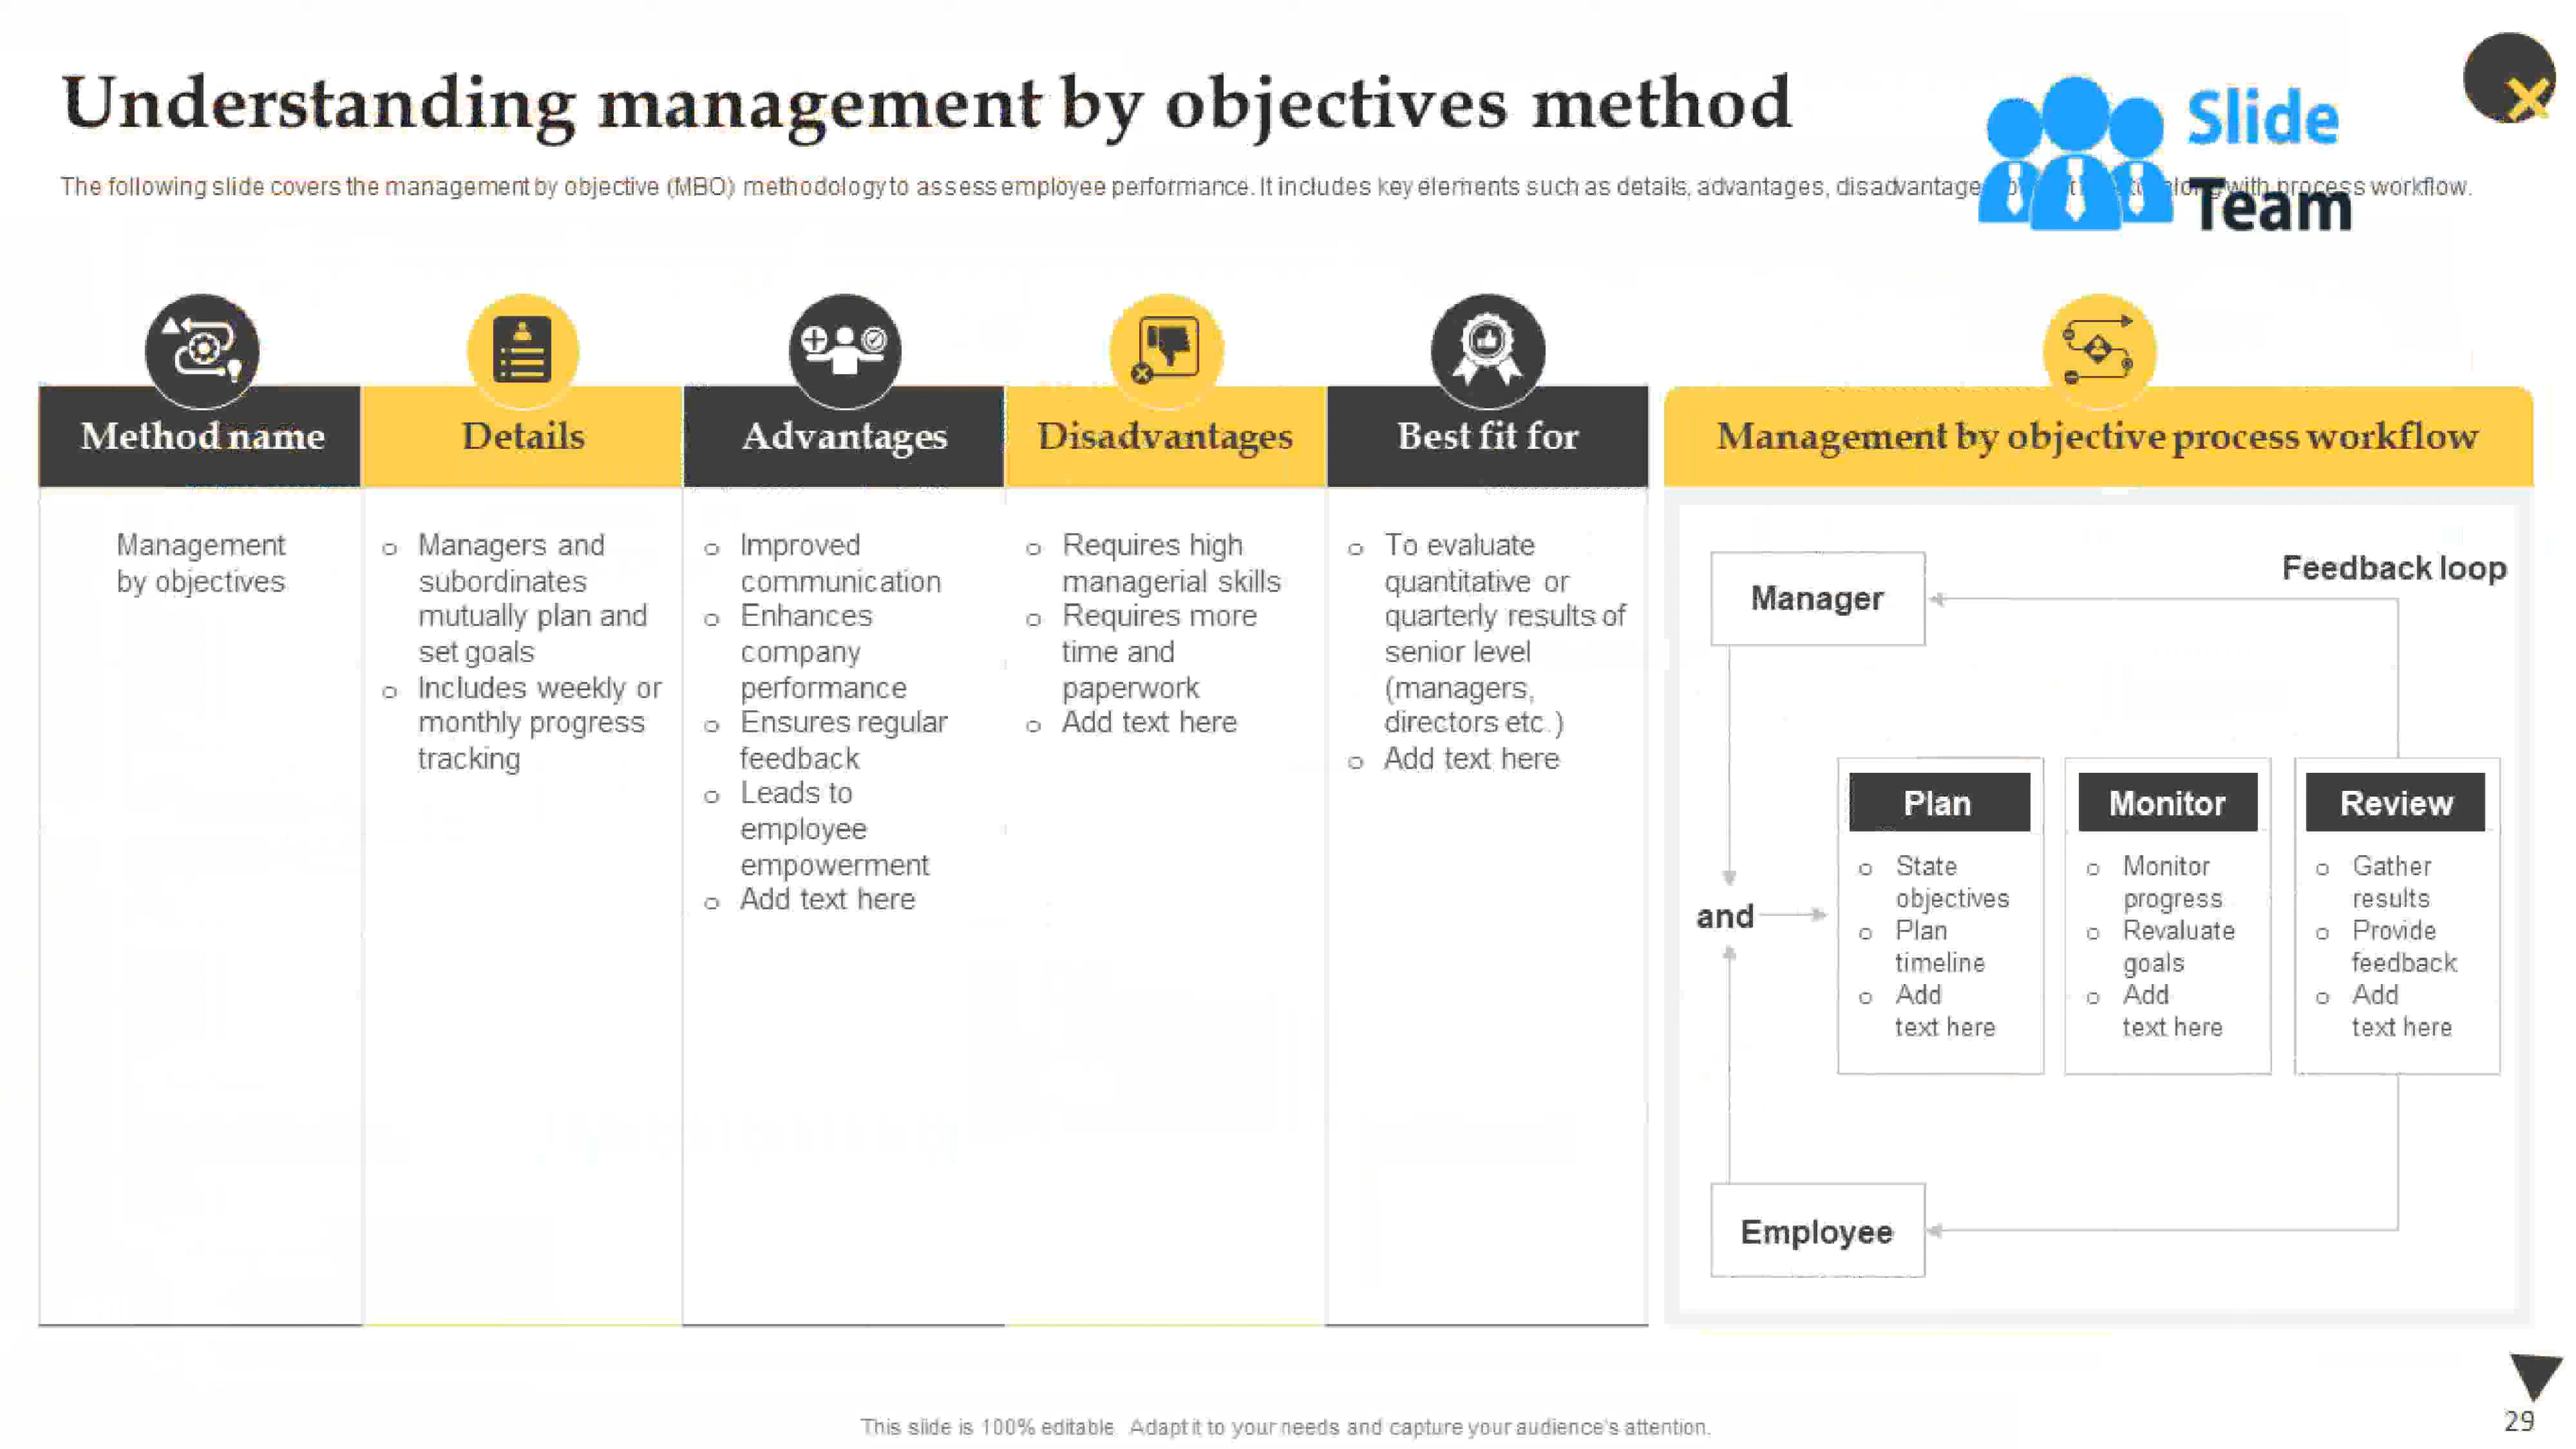 Understanding management by objectives method
Slide
Team
The following slide covers the management by objective (MBO) methodology to assess employee performance. It includes key elements such as details, advantages, with process workflow.
Method name
Details
Advantages
Disadvantages
Best fit for
Management by objective process workflow
Management
by objectives
o Managers and
subordinates
mutually plan and
set goals
o Includes weekly or
monthly progress
tracking
o Improved
communication
o Enhances
company
performance
o Ensures regular
feedback
o Leads to
employee
empowerment
o Add text here
o Requires high
managerial skills
o Requires more
time and
paperwork
o Add text here
o To evaluate
quantitative or
quarterly results of
senior level
(managers,
directors etc.)
o Add text here
Manager
Feedback loop
and
Plan
o State
objectives
o Plan
timeline
o Add
text here
Monitor
o Monitor
progress
o Revaluate
goals
o Add
text here
Review
o Gather
results
o Provide
feedback
o Add
text here
Employee
This slide is 100% editable. Adapt it to your needs and capture your audience's attention.
29